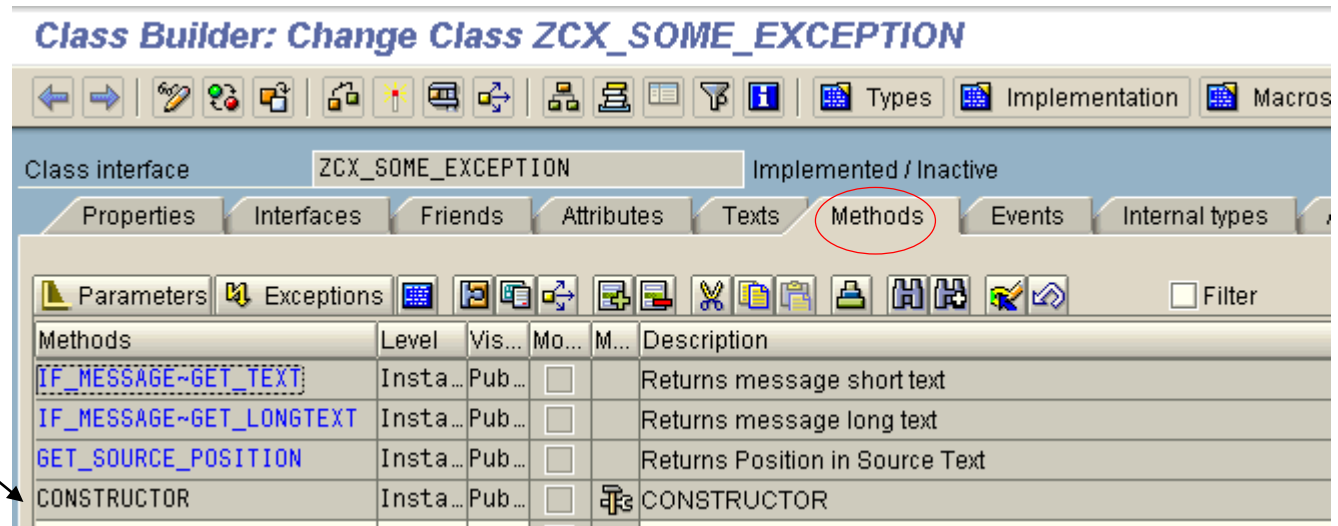 Class Builder: Change Class ZCX_SOME_EXCEPTION
Types Implementation Macros
Class interface ZCX_SOME_EXCEPTION Implemented / Inactive
Properties Interfaces Friends Attributes Texts Methods Events Internal types
Parameters Exceptions Filter
Methods Level Vis... Mo... M... Description
IF_MESSAGE~GET_TEXT Insta... Pub... Returns message short text
IF_MESSAGE~GET_LONGTEXT Insta... Pub... Returns message long text
GET_SOURCE_POSITION Insta... Pub... Returns Position in Source Text
CONSTRUCTOR Insta... Pub... CONSTRUCTOR